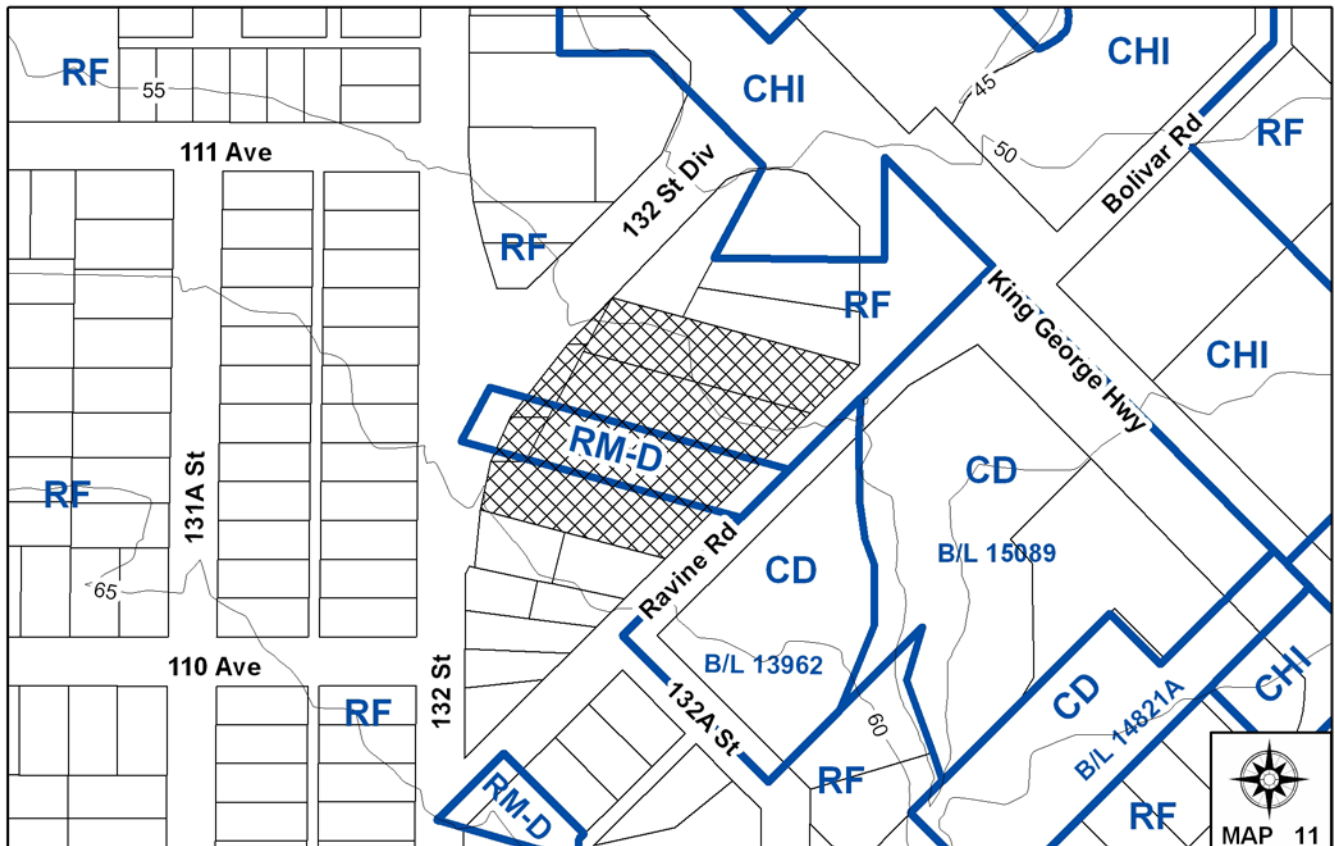 CHI
CHI
RF
55
45
RF
111 Ave
50
Bolivar Rd
132 St Div
RF
RF
King George Hwy
CHI
RM-D
CD
131A St
RF
B/L 15089
CD
Ravine Rd
65
B/L 13962
110 Ave
132 St
132A St
CD
CHI
RF
60
B/L 14821A
RF
RM-D
RF
MAP 11